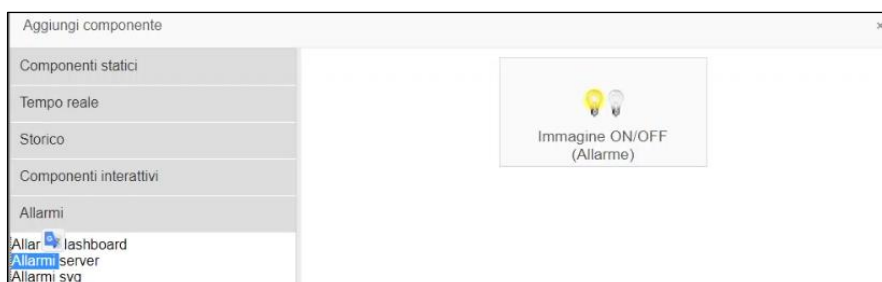 Aggiungi componente
×
Componenti statici
Tempo reale
Storico
Componenti interattivi
Allarmi
Allar lashboard
Allarmi server
Allarmi svg
Immagine ON/OFF
(Allarme)